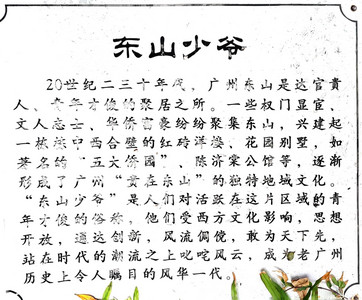 东山少爷
20世纪二三十年代，广州东山是达官贵
人、青年才俊的聚居之所。一些权门显宦、
文人志士、华侨富豪纷纷聚集东山，兴建起
一栋栋中西合璧的红砖洋楼、花园别墅，如
著名的“五大侨园”、陈济棠公馆等，逐渐
形成了广州“贵在东山”的独特地域文化。
“东山少爷”是人们对活跃在这片区域的青
年才俊的俗称，他们受西方文化影响，思想
开放，通达创新，风流倜傥，敢为天下先，
站在时代的潮流之上叱咤风云，成为老广州
历史上令人瞩目的风华一代。